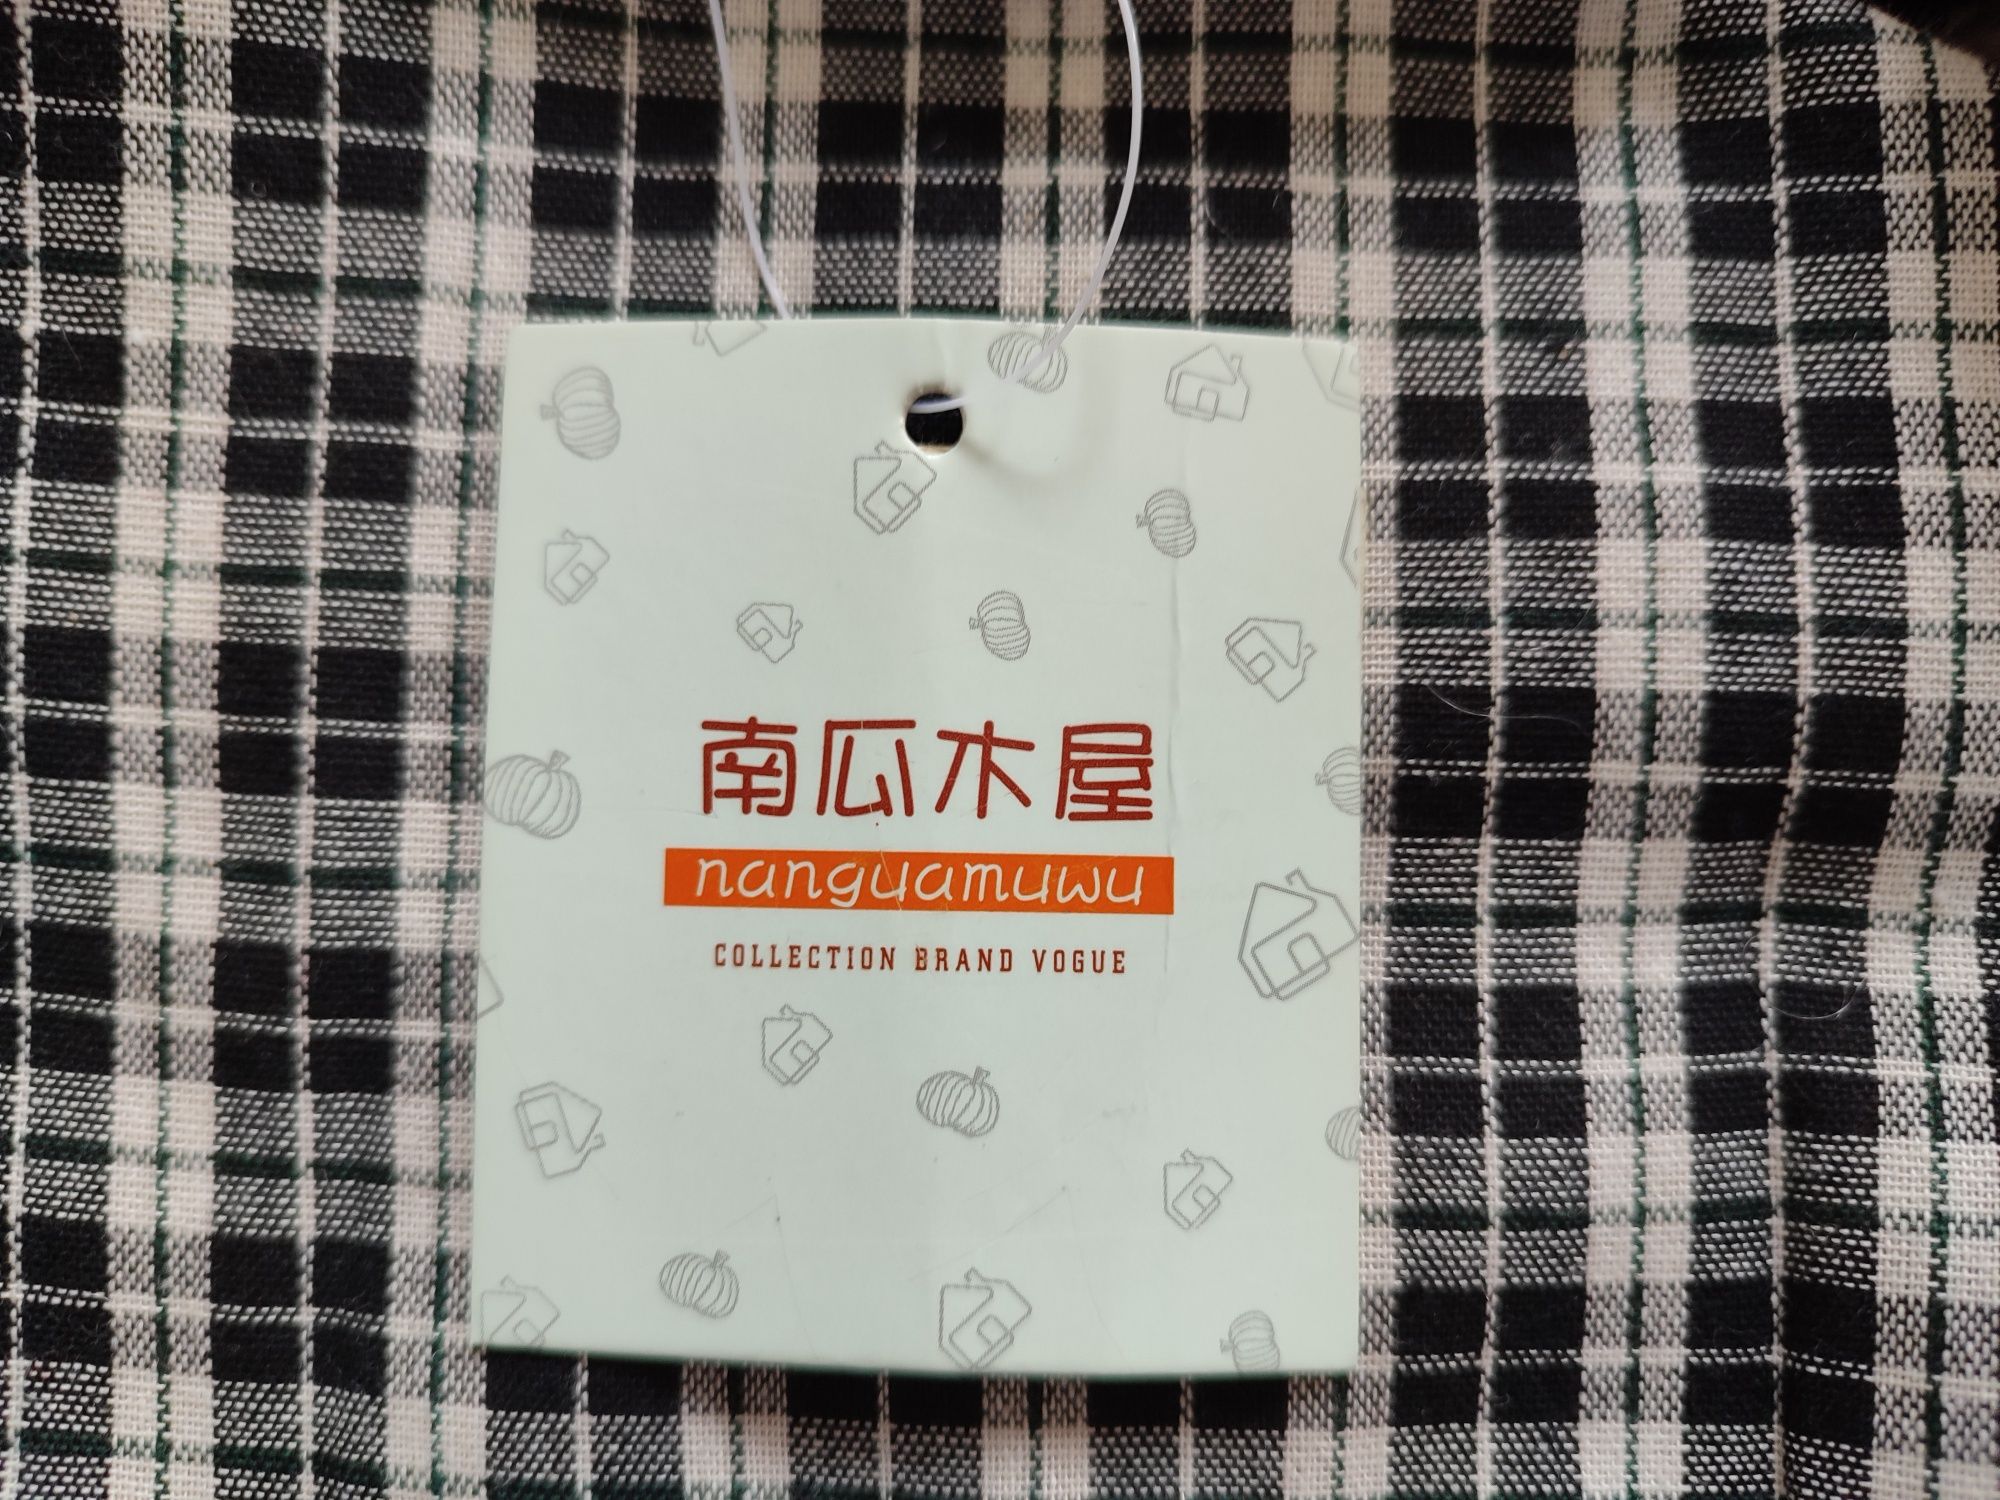 南瓜木屋
nanguamuwu
COLLECTION BRAND VOGUE